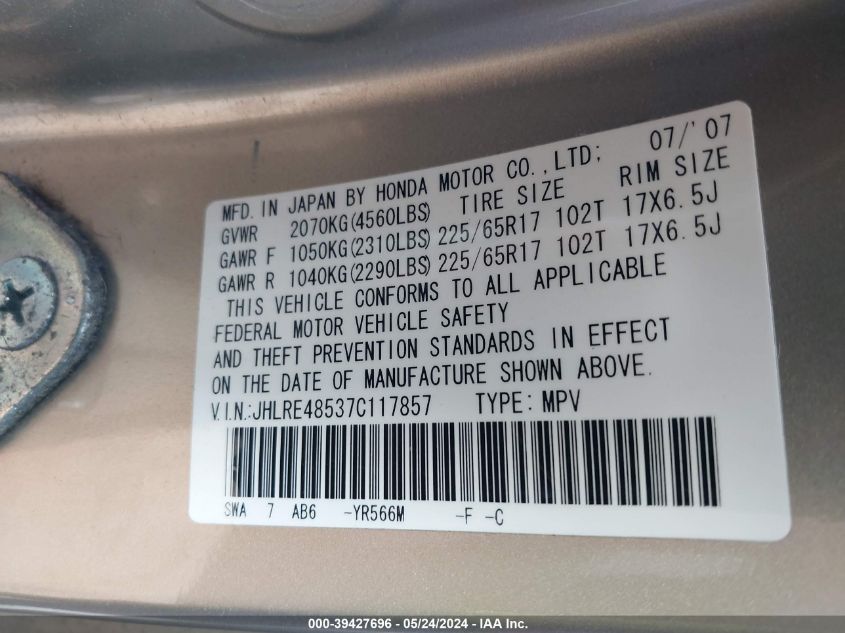 MFD. IN JAPAN BY HONDA MOTOR CO.,LTD; 07/'07
GVWR 2070KG(4560LBS) TIRE SIZE RIM SIZE
GAWR F 1050KG(2310LBS) 225/65R17 102T 17X6.5J
GAWR R 1040KG(2290LBS) 225/65R17 102T 17X6.5J
THIS VEHICLE CONFORMS TO ALL APPLICABLE
FEDERAL MOTOR VEHICLE SAFETY
AND THEFT PREVENTION STANDARDS IN EFFECT
ON THE DATE OF MANUFACTURE SHOWN ABOVE.
V.I.N.:JHLRE48537C117857 TYPE: MPV
SWA 7 AB6 -YR566M -F -C
000-39427696 - 05/24/2024 - IAA Inc.